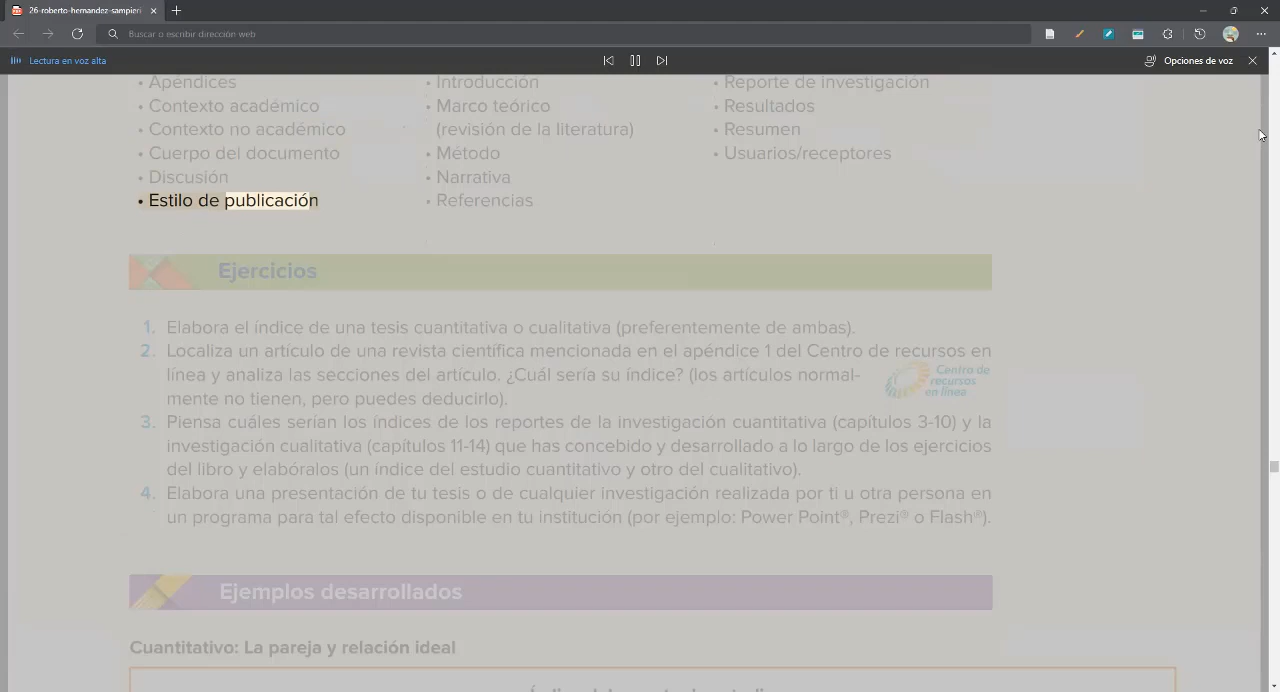 26-roberto-hernandez-sampieri
Buscar o escribir dirección web
Lectura en voz alta
Opciones de voz
• Apéndices
• Contexto académico
• Contexto no académico
• Cuerpo del documento
• Discusión
• Estilo de publicación
• Introducción
• Marco teórico
(revisión de la literatura)
• Método
• Narrativa
• Referencias
• Reporte de investigación
• Resultados
• Resumen
• Usuarios/receptores
Ejercicios
1. Elabora el índice de una tesis cuantitativa o cualitativa (preferentemente de ambas).
2. Localiza un artículo de una revista científica mencionada en el apéndice 1 del Centro de recursos en
línea y analiza las secciones del artículo. ¿Cuál sería su índice? (los artículos normal-
mente no tienen, pero puedes deducirlo).
Centro de
recursos
en línea
3. Piensa cuáles serían los índices de los reportes de la investigación cuantitativa (capítulos 3-10) y la
investigación cualitativa (capítulos 11-14) que has concebido y desarrollado a lo largo de los ejercicios
del libro y elabóralos (un índice del estudio cuantitativo y otro del cualitativo).
4. Elabora una presentación de tu tesis o de cualquier investigación realizada por ti u otra persona en
un programa para tal efecto disponible en tu institución (por ejemplo: Power Point®, Prezi® o Flash®).
Ejemplos desarrollados
Cuantitativo: La pareja y relación ideal